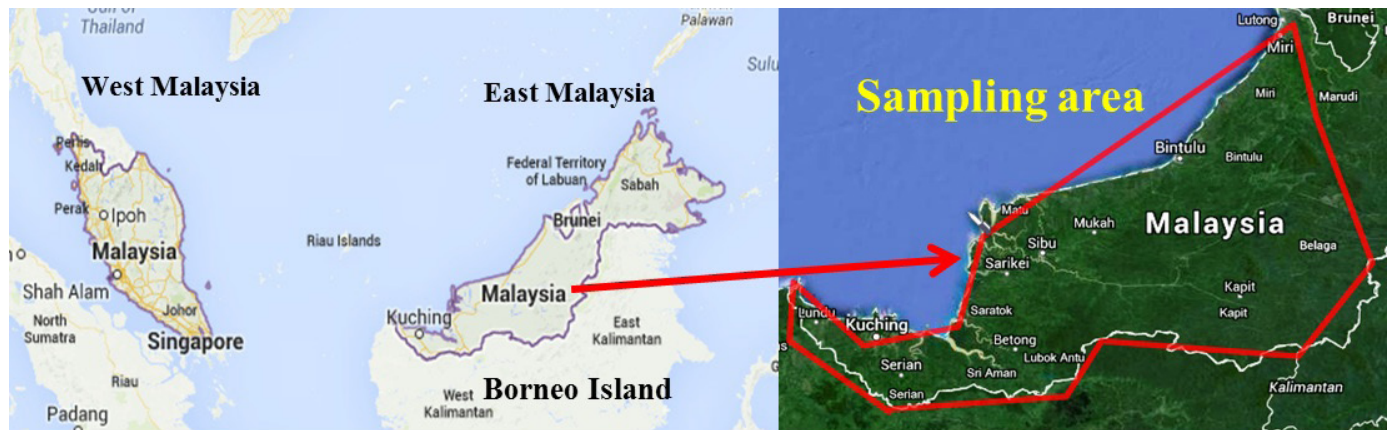 Gulf of
Thailand
Palawan
Sulu
West Malaysia
East Malaysia
Perlis
Kedah
Perak
Ipoh
Malaysia
Shah Alam
Johor
Singapore
North
Sumatra
Riau
Padang
Riau Islands
Federal Territory
of Labuan
Sabah
Brunei
Malaysia
Kuching
East
Kalimantan
West
Kalimantan
Borneo Island
Sampling area
Lutong
Brunei
Miri
Miri
Marudi
Bintulu
Bintulu
Matu
Mukah
Malaysia
Sibu
Belaga
Sarikei
Kapit
Saratok
Kapit
Lundu
Kuching
Betong
Lubok Antu
Serian
Sri Aman
Serian
Kalimantan